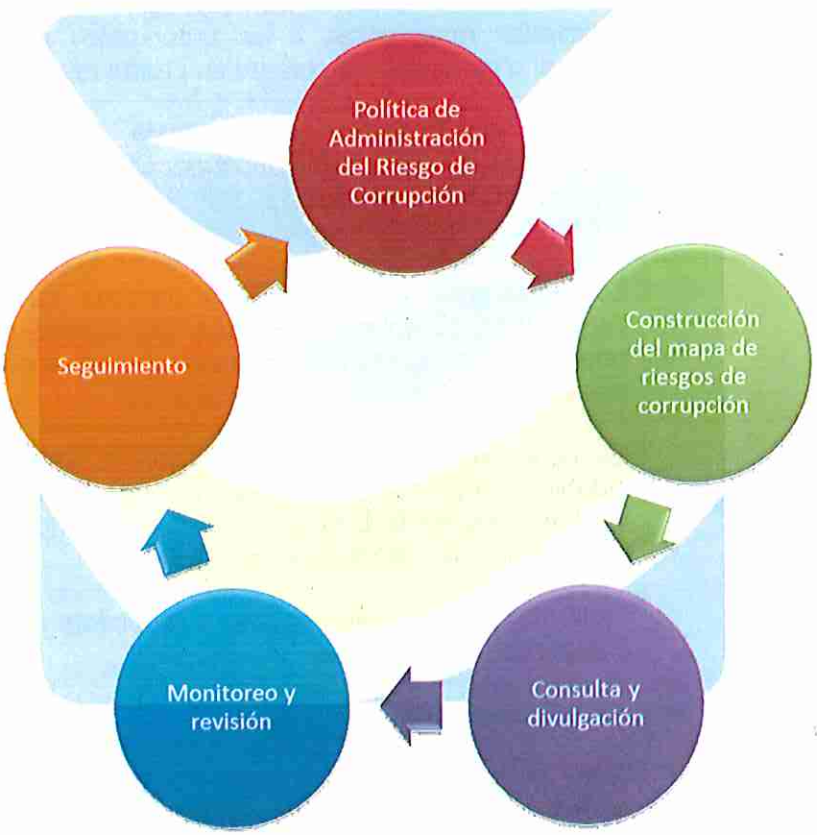 Política de
Administración
del Riesgo de
Corrupción
Construcción
del mapa de
riesgos de
corrupción
Consulta y
divulgación
Monitoreo y
revisión
Seguimiento